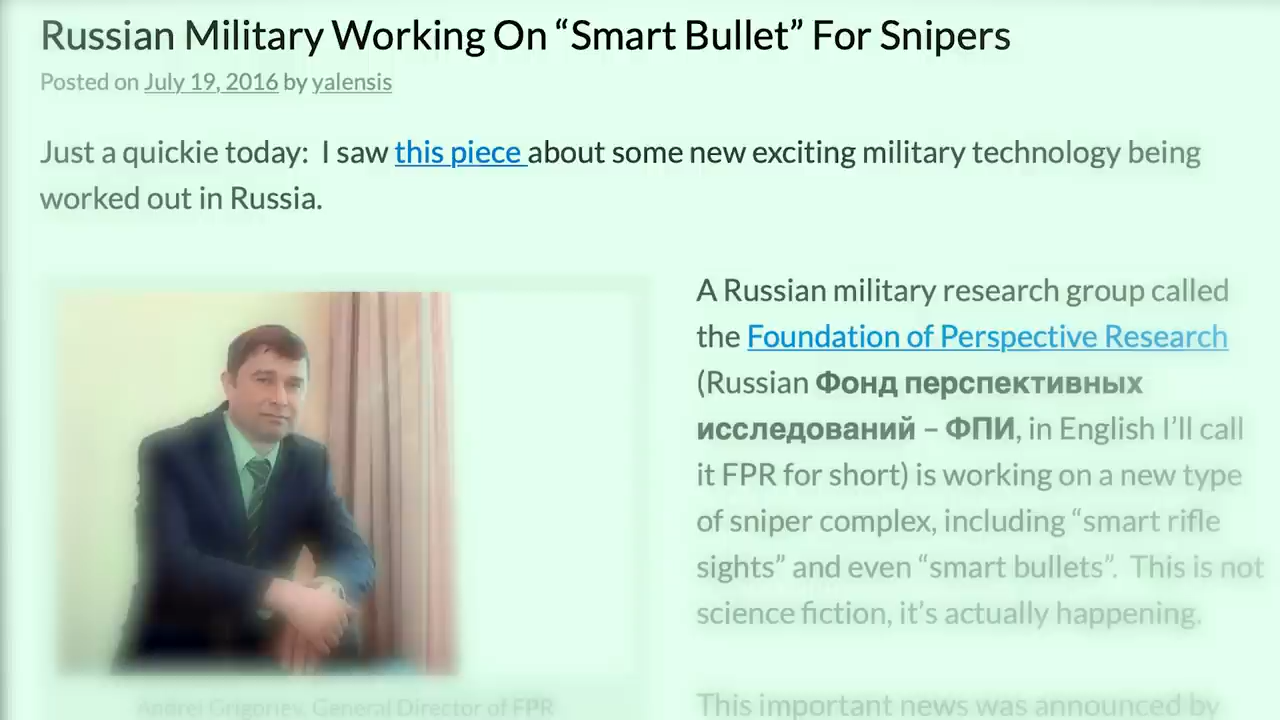 Russian Military Working On “Smart Bullet” For Snipers
Posted on July 19, 2016 by yalensis
Just a quickie today:  I saw this piece about some new exciting military technology being
worked out in Russia.
A Russian military research group called
the Foundation of Perspective Research
(Russian Фонд перспективных
исследований – ФПИ, in English I’ll call
it FPR for short) is working on a new type
of sniper complex, including “smart rifle
sights” and even “smart bullets”.  This is not
science fiction, it’s actually happening.
Andrei Grigoriev, General Director of FPR
This important news was announced by